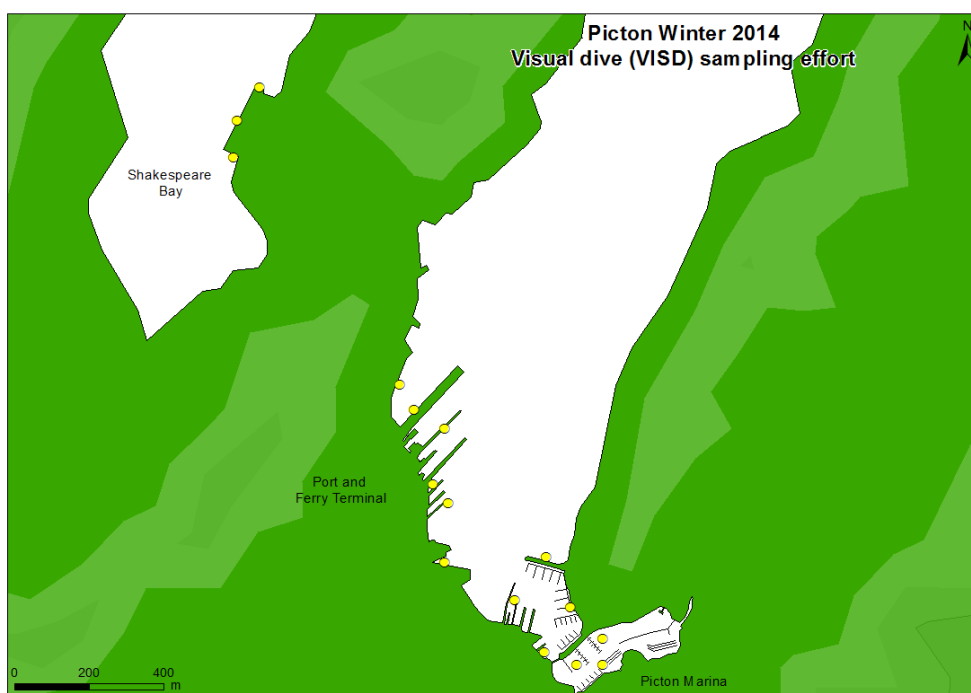 Picton Winter 2014
Visual dive (VISD) sampling effort
N
Shakespeare
Bay
Port and
Ferry Terminal
Picton Marina
0 200 400
m